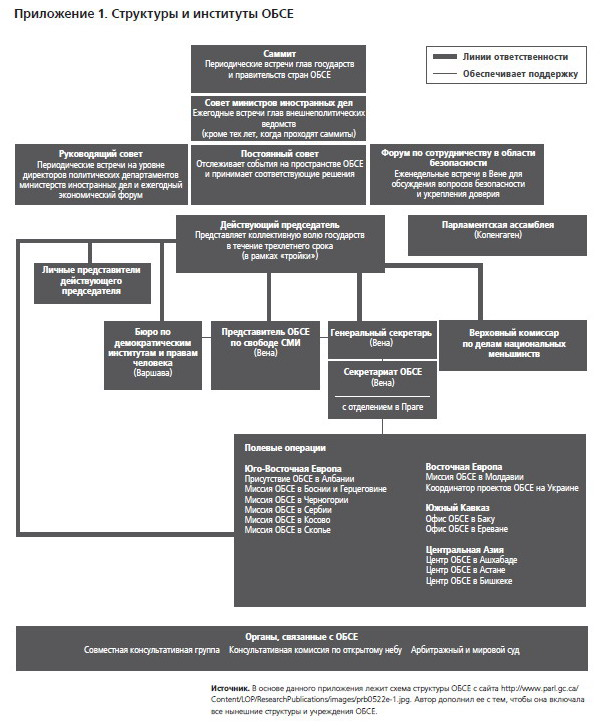 Приложение 1. Структуры и институты ОБСЕ
Саммит
Периодические встречи глав государств
и правительств стран ОБСЕ
Линии ответственности
Обеспечивает поддержку
Совет министров иностранных дел
Ежегодные встречи глав внешнеполитических
ведомств
(кроме тех лет, когда проходят саммиты)
Руководящий совет
Периодические встречи на уровне
директоров политических департаментов
министерств иностранных дел и ежегодный
экономический форум
Постоянный совет
Отслеживает события на пространстве ОБСЕ
и принимает соответствующие решения
Форум по сотрудничеству в области
безопасности
Еженедельные встречи в Вене для
обсуждения вопросов безопасности
и укрепления доверия
Действующий председатель
Представляет коллективную волю государств
в течение трехлетнего срока
(в рамках «тройки»)
Парламентская ассамблея
(Копенгаген)
Личные представители
действующего
председателя
Бюро по
демократическим
институтам и правам
человека
(Варшава)
Представитель ОБСЕ
по свободе СМИ
(Вена)
Генеральный секретарь
(Вена)
Верховный комиссар
по делам национальных
меньшинств
Секретариат ОБСЕ
(Вена)
с отделением в Праге
Полевые операции
Юго-Восточная Европа
Присутствие ОБСЕ в Албании
Миссия ОБСЕ в Боснии и Герцеговине
Миссия ОБСЕ в Черногории
Миссия ОБСЕ в Сербии
Миссия ОБСЕ в Косово
Миссия ОБСЕ в Скопье
Восточная Европа
Миссия ОБСЕ в Молдавии
Координатор проектов ОБСЕ на Украине
Южный Кавказ
Офис ОБСЕ в Баку
Офис ОБСЕ в Ереване
Центральная Азия
Центр ОБСЕ в Ашхабаде
Центр ОБСЕ в Астане
Центр ОБСЕ в Бишкеке
Органы, связанные с ОБСЕ
Совместная консультативная группа Консультативная комиссия по открытому небу Арбитражный и мировой суд
Источник. В основе данного приложения лежит схема структуры ОБСЕ с сайта http://www.parl.gc.ca/
Content/LOP/ResearchPublications/images/prb0522e-1.jpg. Автор дополнил ее с тем, чтобы она включала
все нынешние структуры и учреждения ОБСЕ.